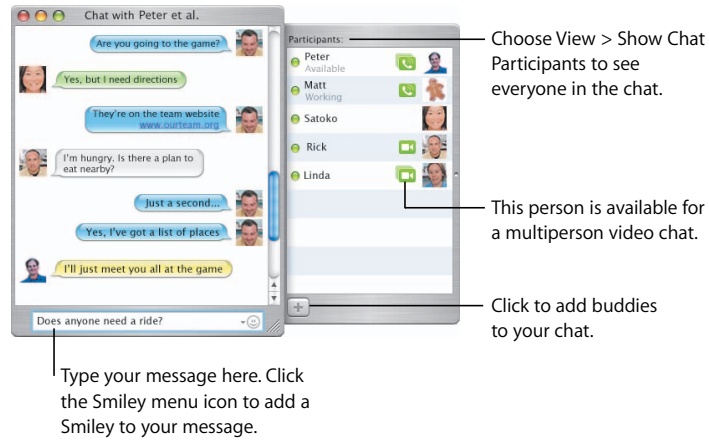 Chat with Peter et al.
Are you going to the game?
Yes, but I need directions
They're on the team website
www.ourteam.org
I'm hungry. Is there a plan to
eat nearby?
Just a second...
Yes, I've got a list of places
I'll just meet you all at the game
Does anyone need a ride?
Participants:
Peter
Available
Matt
Working
Satoko
Rick
Linda
Choose View > Show Chat
Participants to see
everyone in the chat.
This person is available for
a multiperson video chat.
Click to add buddies
to your chat.
Type your message here. Click
the Smiley menu icon to add a
Smiley to your message.